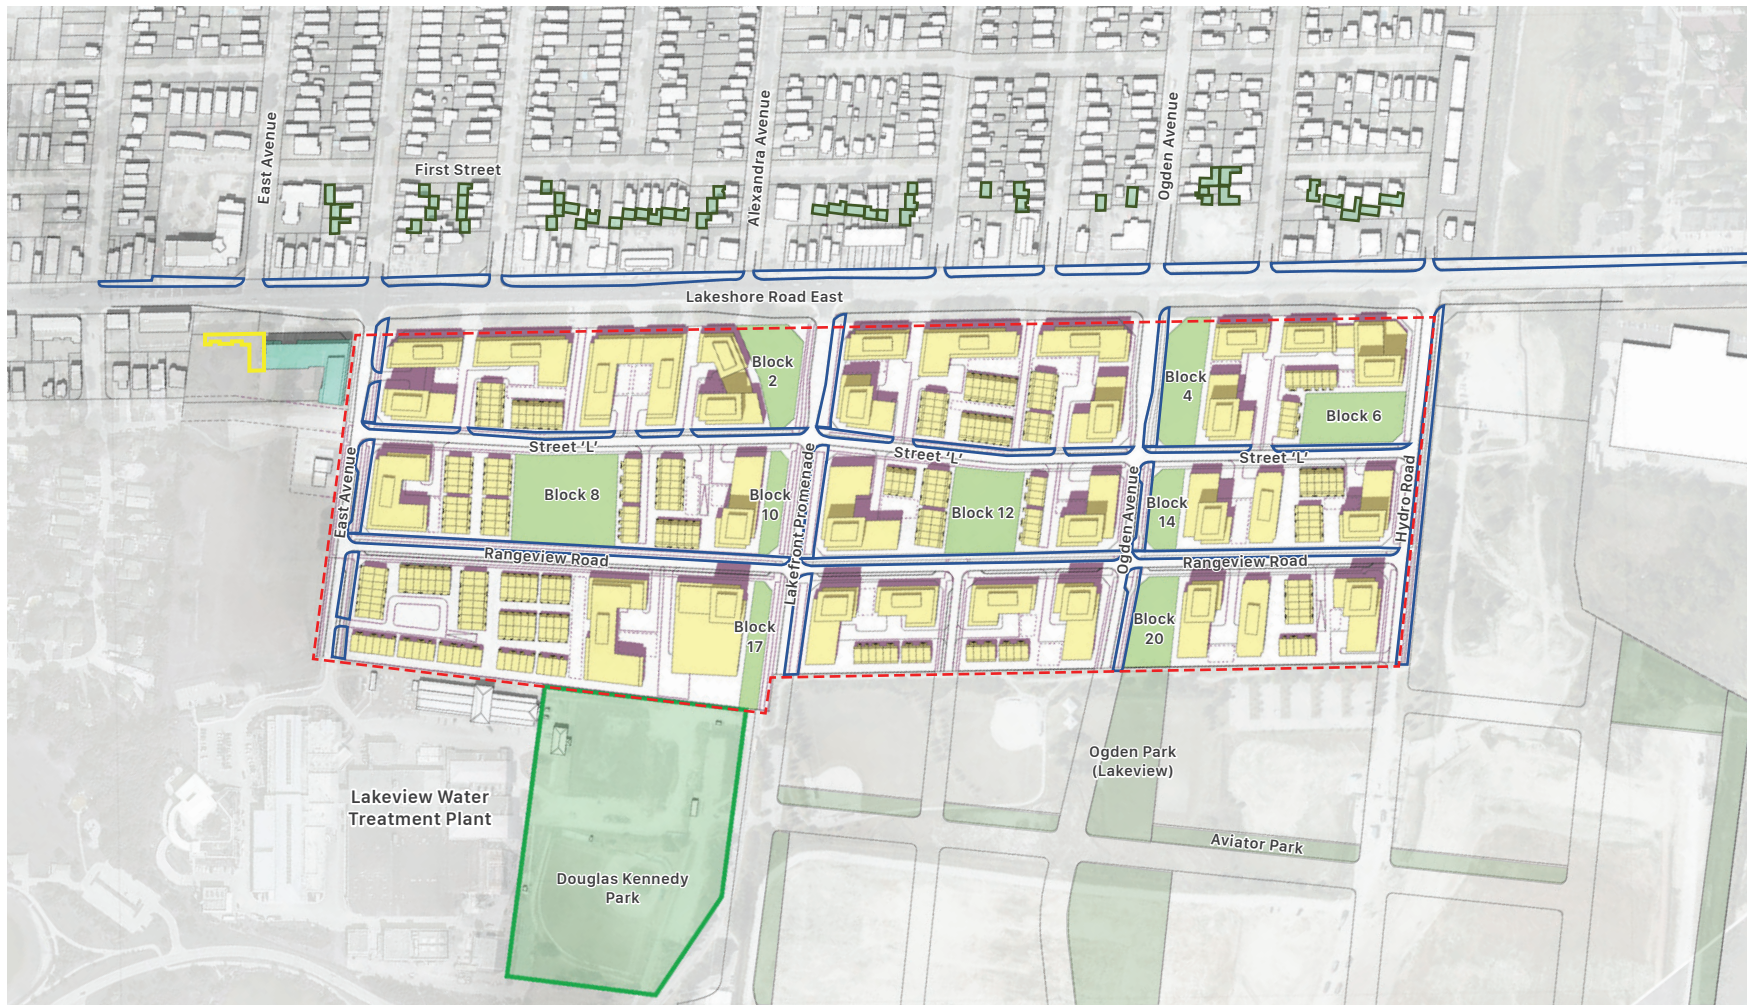 East Avenue
First Street
Alexandra Avenue
Ogden Avenue
Lakeshore Road East
Block
2
Block
4
Block 6
Street ‘L’
Street ‘L’
Street ‘L’
East Avenue
Block 8
Block
10
Lakefront Promenade
Block 12
Ogden Avenue
Block
14
Hydro Road
Rangeview Road
Rangeview Road
Block
17
Block
20
Ogden Park
(Lakeview)
Lakeview Water
Treatment Plant
Aviator Park
Douglas Kennedy
Park